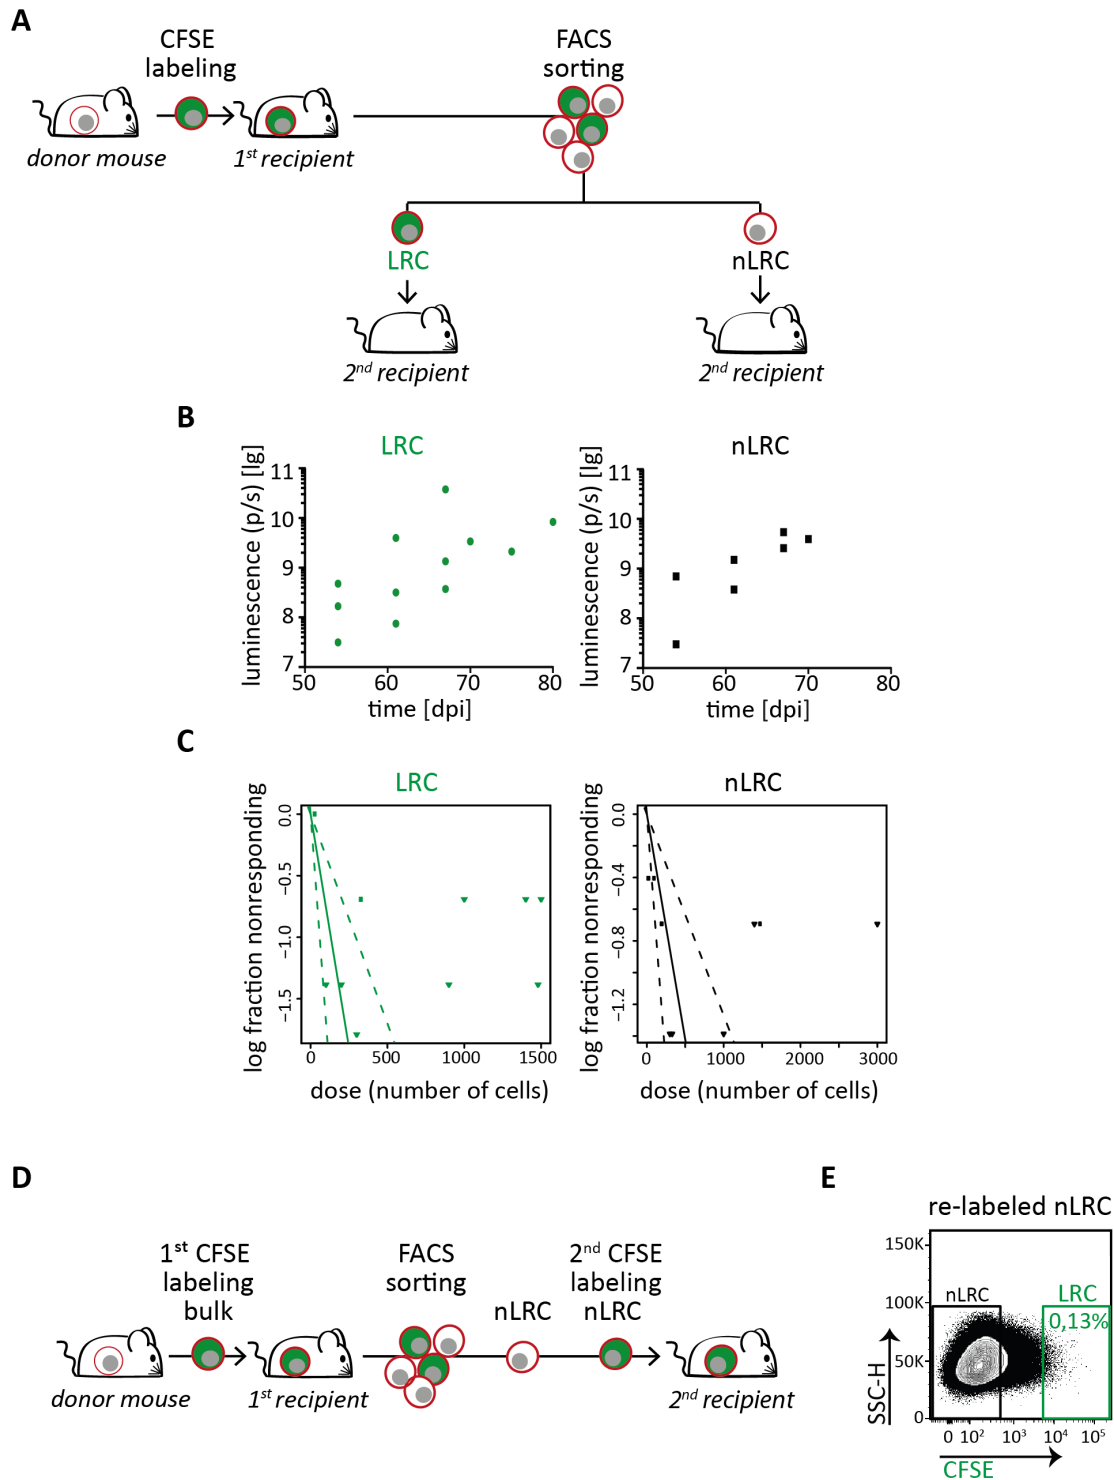 A
CFSE
labeling
FACS
sorting
donor mouse
1st recipient
LRC
nLRC
2nd recipient
2nd recipient
B
LRC
nLRC
luminescence (p/s) [lg]
11
10
9
8
7
50
60
70
80
time [dpi]
luminescence (p/s) [lg]
11
10
9
8
7
50
60
70
80
time [dpi]
C
LRC
nLRC
log fraction nonresponding
0.0
−0.5
−1.0
−1.5
0
500
1000
1500
dose (number of cells)
log fraction nonresponding
0.0
−0.4
−0.8
−1.2
0
1000
2000
3000
dose (number of cells)
D
1st CFSE
labeling
bulk
FACS
sorting
nLRC
2nd CFSE
labeling
nLRC
donor mouse
1st recipient
2nd recipient
E
re-labeled nLRC
150K
100K
50K
0
SSC-H
nLRC
LRC
0,13%
0 10² 10³ 10⁴ 10⁵
CFSE